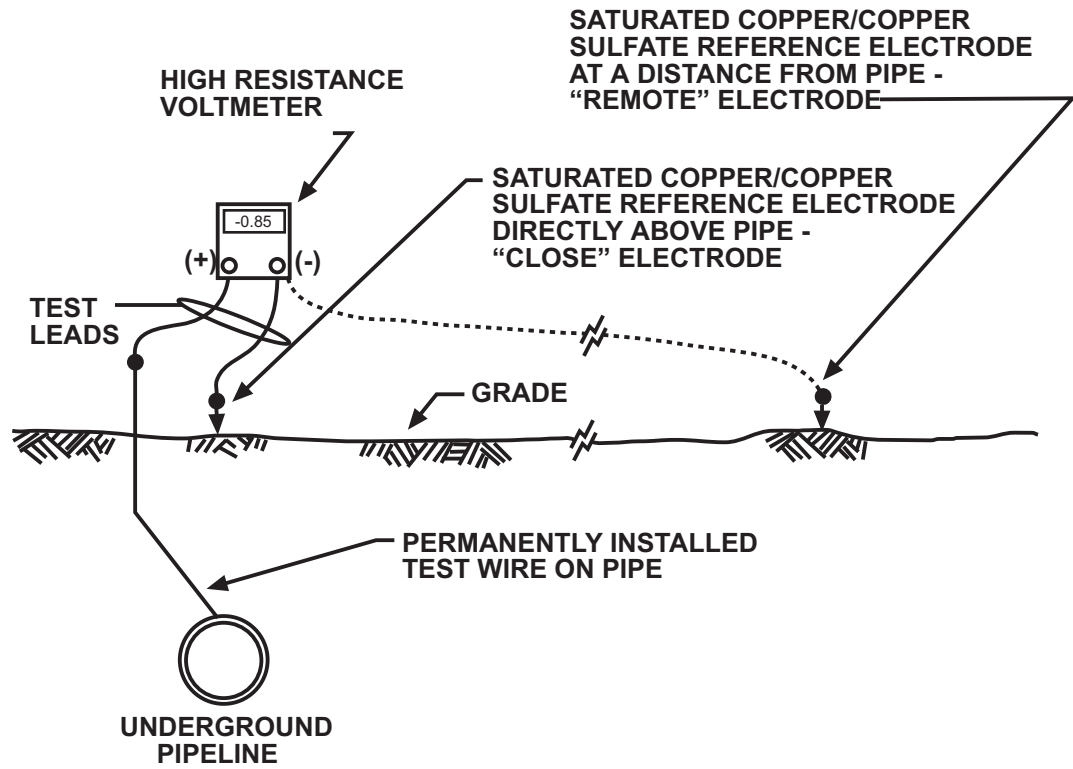 SATURATED COPPER/COPPER
SULFATE REFERENCE ELECTRODE
AT A DISTANCE FROM PIPE -
“REMOTE” ELECTRODE
HIGH RESISTANCE
VOLTMETER
SATURATED COPPER/COPPER
SULFATE REFERENCE ELECTRODE
DIRECTLY ABOVE PIPE -
“CLOSE” ELECTRODE
-0.85
(+)
(-)
TEST
LEADS
GRADE
PERMANENTLY INSTALLED
TEST WIRE ON PIPE
UNDERGROUND
PIPELINE